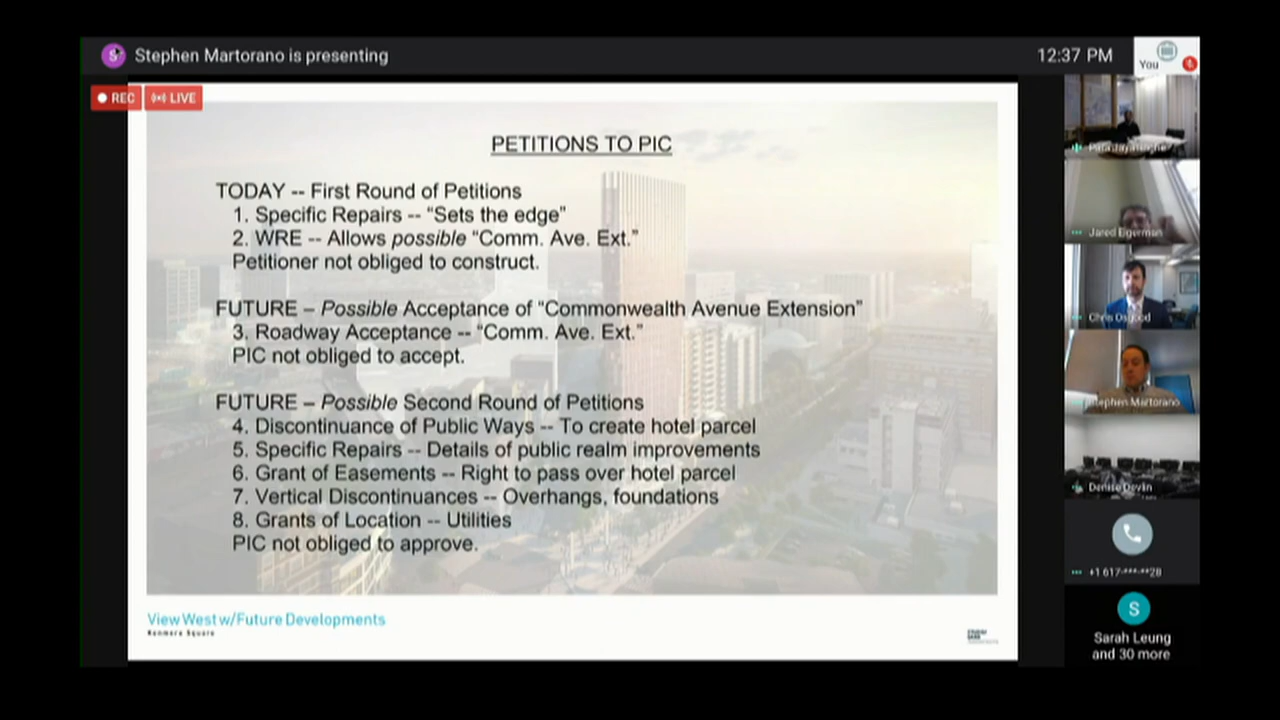 Stephen Martorano is presenting
12:37 PM
You
REC
LIVE
PETITIONS TO PIC
TODAY -- First Round of Petitions
1. Specific Repairs -- “Sets the edge”
2. WRE -- Allows possible “Comm. Ave. Ext.”
Petitioner not obliged to construct.
FUTURE – Possible Acceptance of “Commonwealth Avenue Extension”
3. Roadway Acceptance -- “Comm. Ave. Ext.”
PIC not obliged to accept.
FUTURE – Possible Second Round of Petitions
4. Discontinuance of Public Ways -- To create hotel parcel
5. Specific Repairs -- Details of public realm improvements
6. Grant of Easements -- Right to pass over hotel parcel
7. Vertical Discontinuances -- Overhangs, foundations
8. Grants of Location -- Utilities
PIC not obliged to approve.
View West w/Future Developments
Kenmore Square
Jared Eigerman
Chris Osgood
Stephen Martorano
Denise Devlin
+1 617-***-**28
S
Sarah Leung
and 30 more